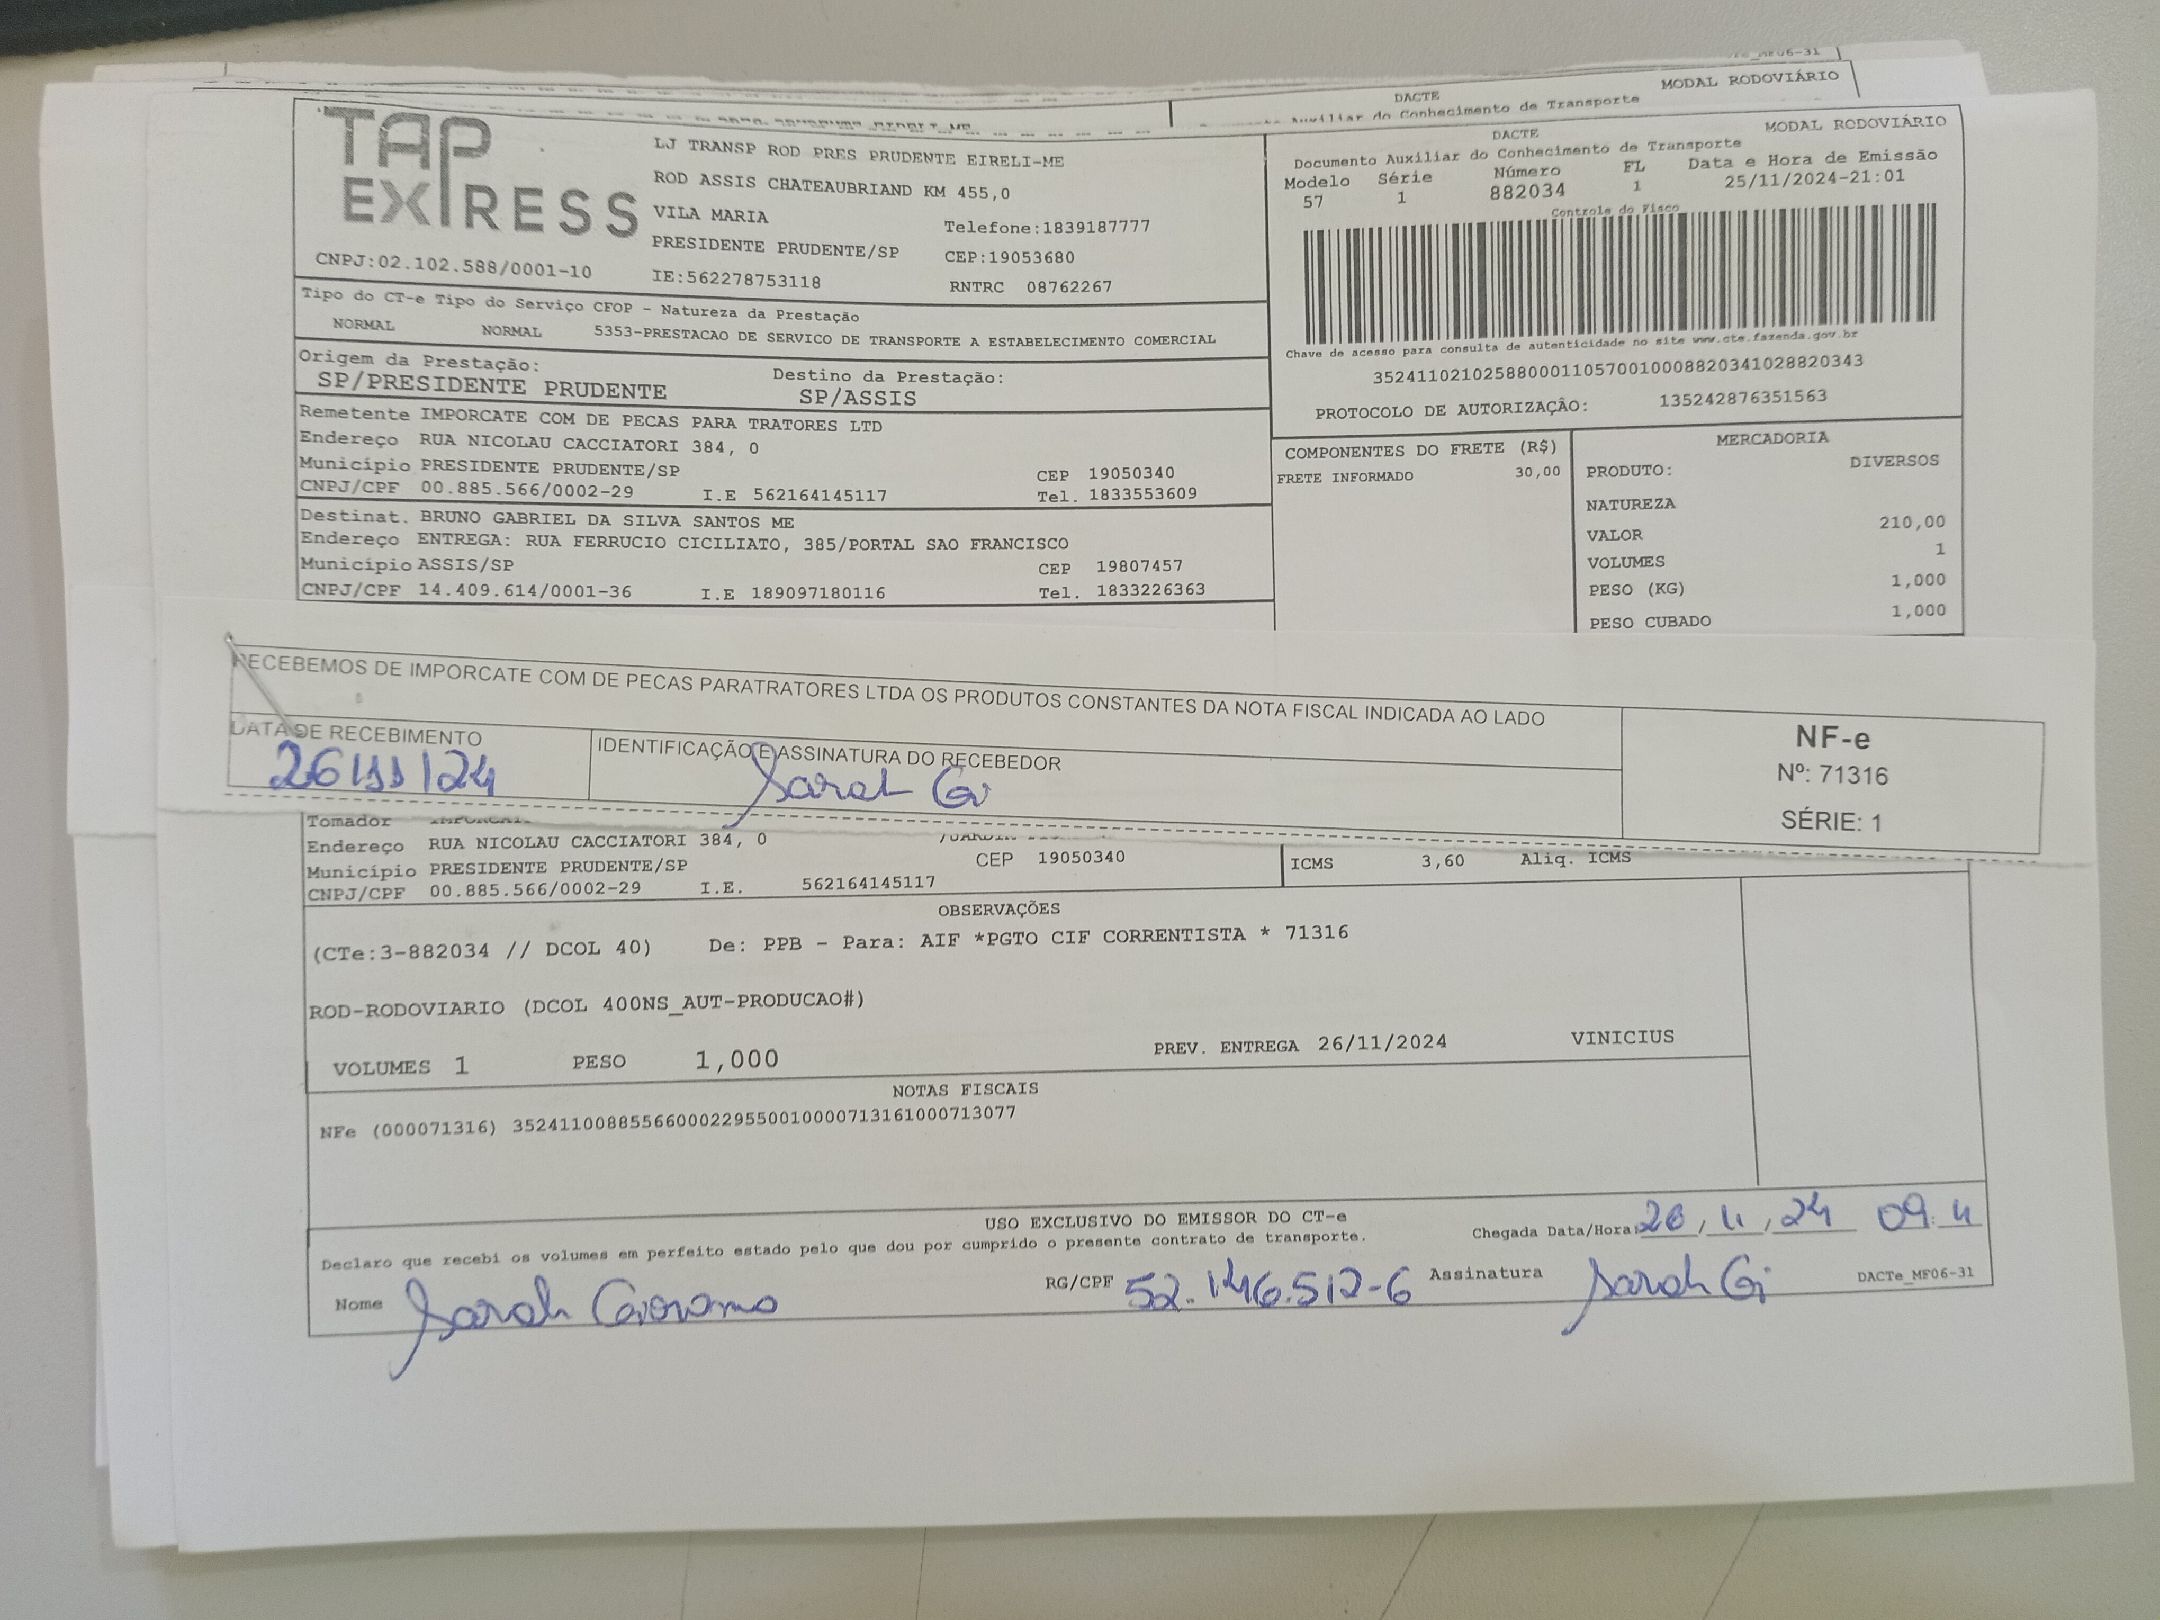 MF06-31
MODAL RODOVIÁRIO
DACTE
Auxiliar do Conhecimento de Transporte
TAP EXPRESS
CNPJ:02.102.588/0001-10
LJ TRANSP ROD PRES PRUDENTE EIRELI-ME
ROD ASSIS CHATEAUBRIAND KM 455,0
VILA MARIA
Telefone:1839187777
PRESIDENTE PRUDENTE/SP
CEP:19053680
IE:562278753118
RNTRC 08762267
DACTE
MODAL RODOVIÁRIO
Documento Auxiliar do Conhecimento de Transporte
Modelo Série Número FL Data e Hora de Emissão
57 1 882034 1 25/11/2024-21:01
Controle do Fisco
Chave de acesso para consulta de autenticidade no site www.cte.fazenda.gov.br
35241102102588000110570010008820341028820343
PROTOCOLO DE AUTORIZAÇÃO: 135242876351563
Tipo do CT-e Tipo do Serviço CFOP - Natureza da Prestação
NORMAL NORMAL 5353-PRESTACAO DE SERVICO DE TRANSPORTE A ESTABELECIMENTO COMERCIAL
Origem da Prestação: Destino da Prestação:
SP/PRESIDENTE PRUDENTE SP/ASSIS
Remetente IMPORCATE COM DE PECAS PARA TRATORES LTD
Endereço RUA NICOLAU CACCIATORI 384, 0
Município PRESIDENTE PRUDENTE/SP CEP 19050340
CNPJ/CPF 00.885.566/0002-29 I.E 562164145117 Tel. 1833553609
Destinat. BRUNO GABRIEL DA SILVA SANTOS ME
Endereço ENTREGA: RUA FERRUCIO CICILIATO, 385/PORTAL SAO FRANCISCO
Município ASSIS/SP CEP 19807457
CNPJ/CPF 14.409.614/0001-36 I.E 189097180116 Tel. 1833226363
COMPONENTES DO FRETE (R$)
FRETE INFORMADO 30,00
MERCADORIA
PRODUTO: DIVERSOS
NATUREZA
VALOR 210,00
VOLUMES 1
PESO (KG) 1,000
PESO CUBADO 1,000
RECEBEMOS DE IMPORCATE COM DE PECAS PARATRATORES LTDA OS PRODUTOS CONSTANTES DA NOTA FISCAL INDICADA AO LADO
DATA DE RECEBIMENTO
26/11/24
IDENTIFICAÇÃO E ASSINATURA DO RECEBEDOR
Sarah Gi
NF-e
Nº: 71316
SÉRIE: 1
Tomador
Endereço RUA NICOLAU CACCIATORI 384, 0
Município PRESIDENTE PRUDENTE/SP CEP 19050340
CNPJ/CPF 00.885.566/0002-29 I.E. 562164145117
ICMS 3,60 Aliq. ICMS
OBSERVAÇÕES
(CTe:3-882034 // DCOL 40) De: PPB - Para: AIF *PGTO CIF CORRENTISTA * 71316
ROD-RODOVIARIO (DCOL 400NS_AUT-PRODUCAO#)
VOLUMES 1 PESO 1,000 PREV. ENTREGA 26/11/2024 VINICIUS
NOTAS FISCAIS
NFe (000071316) 35241100885566000229550010000713161000713077
USO EXCLUSIVO DO EMISSOR DO CT-e
Declaro que recebi os volumes em perfeito estado pelo que dou por cumprido o presente contrato de transporte.
Chegada Data/Hora: 26/11/24 09:11
Nome Sarah
RG/CPF 52.146.512-6 Assinatura Sarah Gi
DACTe_MF06-31